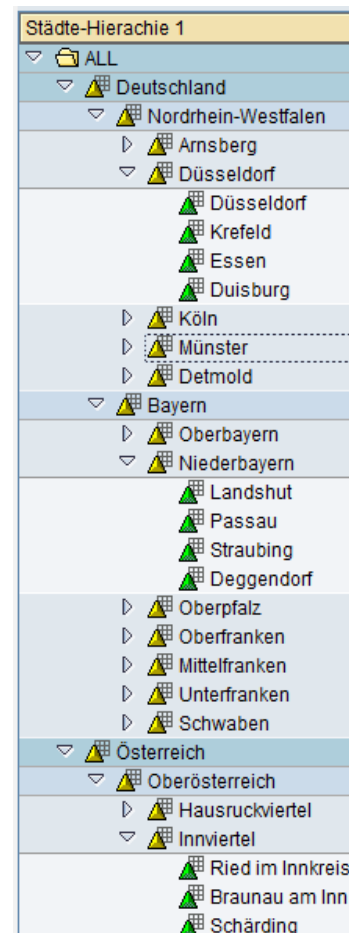 Städte-Hierachie 1
ALL
Deutschland
Nordrhein-Westfalen
Arnsberg
Düsseldorf
Düsseldorf
Krefeld
Essen
Duisburg
Köln
Münster
Detmold
Bayern
Oberbayern
Niederbayern
Landshut
Passau
Straubing
Deggendorf
Oberpfalz
Oberfranken
Mittelfranken
Unterfranken
Schwaben
Österreich
Oberösterreich
Hausruckviertel
Innviertel
Ried im Innkreis
Braunau am Inn
Schärding